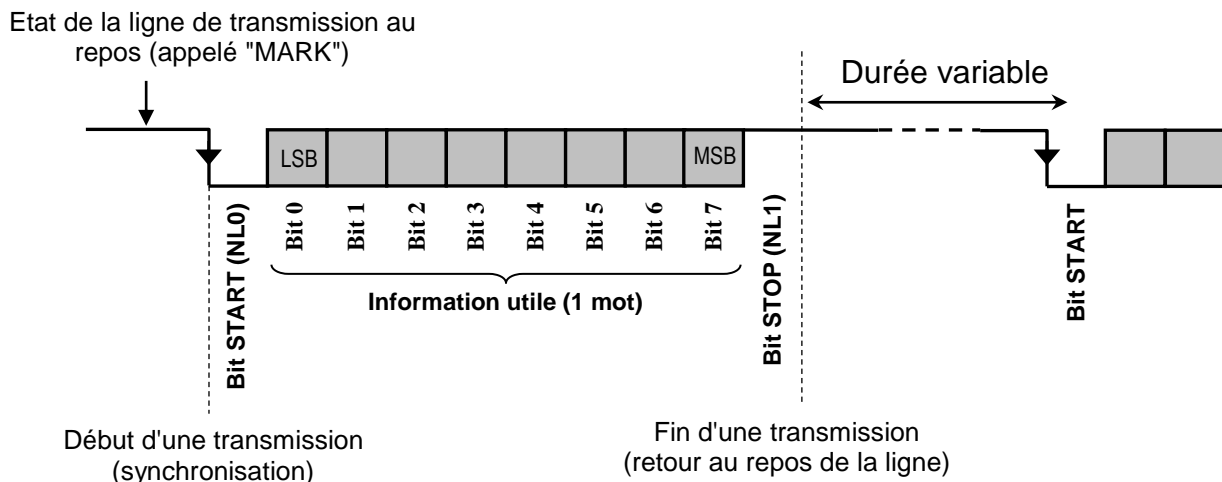 Etat de la ligne de transmission au
repos (appelé "MARK")
Durée variable
LSB
MSB
Bit START (NL0)
Bit 0
Bit 1
Bit 2
Bit 3
Bit 4
Bit 5
Bit 6
Bit 7
Bit STOP (NL1)
Bit START
Information utile (1 mot)
Début d'une transmission
(synchronisation)
Fin d'une transmission
(retour au repos de la ligne)